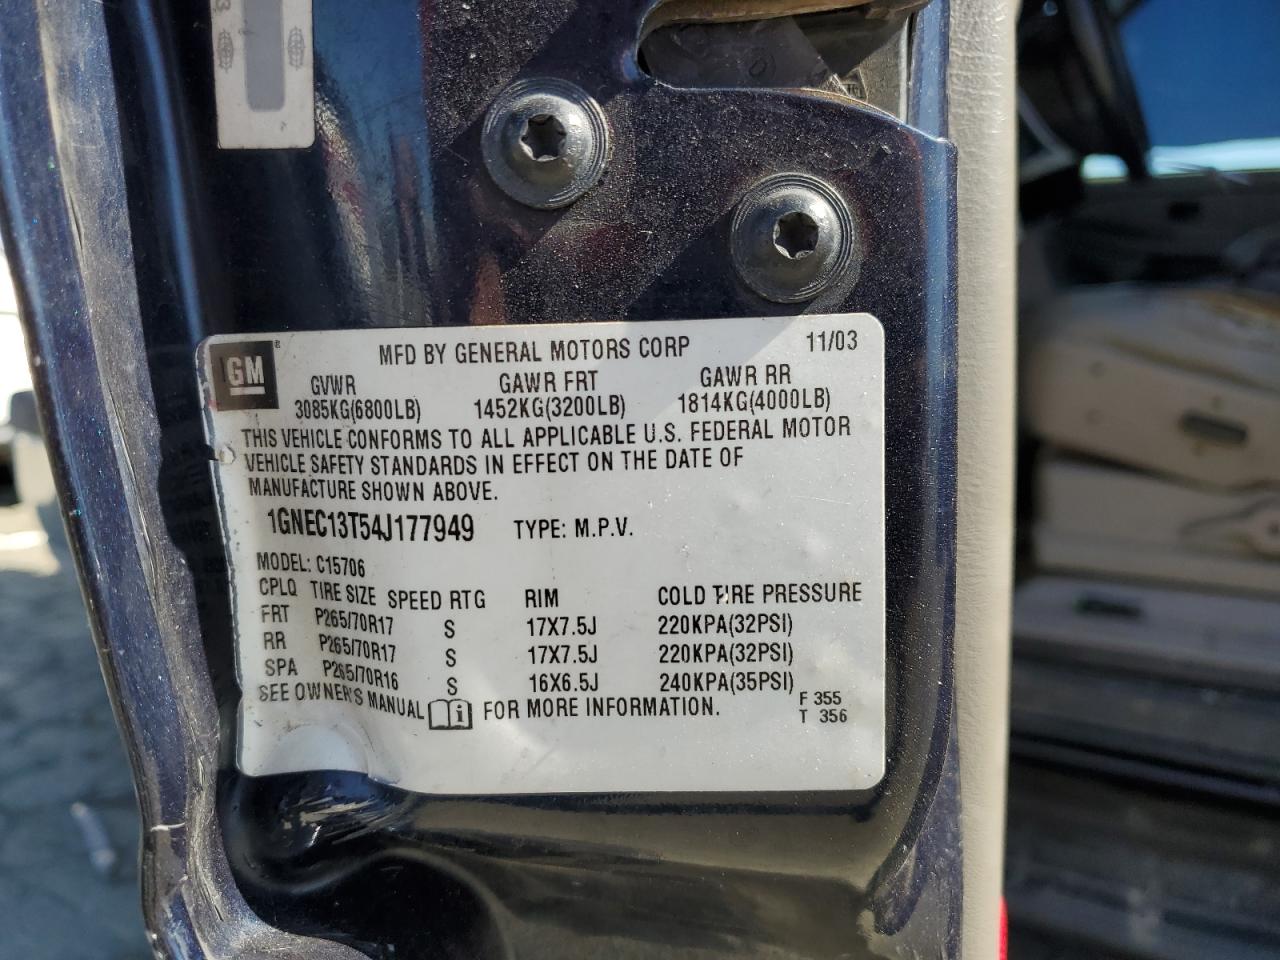 GM ®
MFD BY GENERAL MOTORS CORP 11/03
GVWR GAWR FRT GAWR RR
3085KG(6800LB) 1452KG(3200LB) 1814KG(4000LB)
THIS VEHICLE CONFORMS TO ALL APPLICABLE U.S. FEDERAL MOTOR
VEHICLE SAFETY STANDARDS IN EFFECT ON THE DATE OF
MANUFACTURE SHOWN ABOVE.
1GNEC13T54J177949 TYPE: M.P.V.
MODEL: C15706
CPLQ TIRE SIZE SPEED RTG RIM COLD TIRE PRESSURE
FRT P265/70R17 S 17X7.5J 220KPA(32PSI)
RR P265/70R17 S 17X7.5J 220KPA(32PSI)
SPA P265/70R16 S 16X6.5J 240KPA(35PSI)
SEE OWNER'S MANUAL i FOR MORE INFORMATION.
F 355
T 356